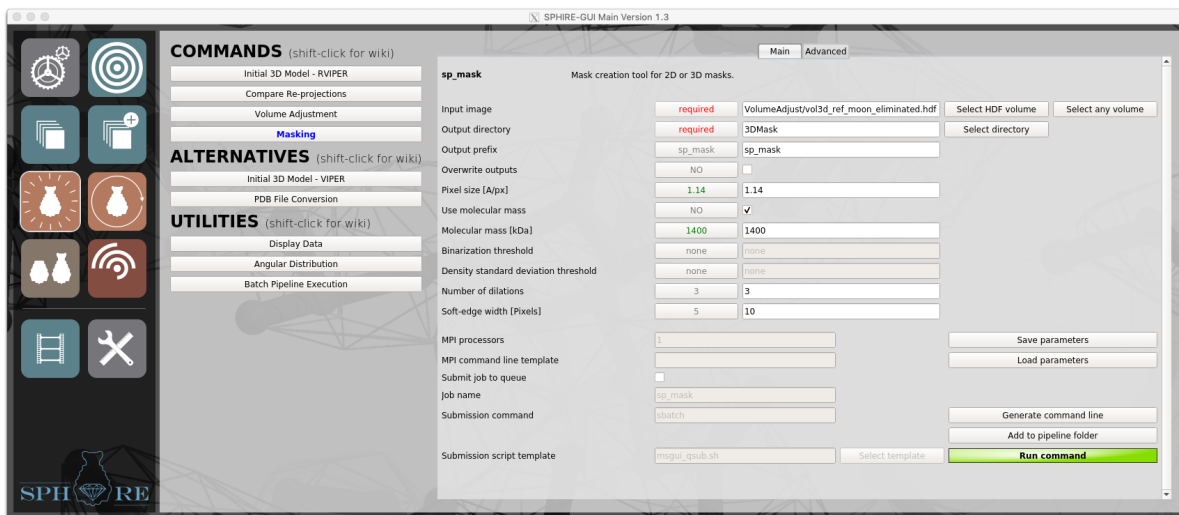 SPHIRE-GUI Main Version 1.3
COMMANDS (shift-click for wiki)
Initial 3D Model - RVIPER
Compare Re-projections
Volume Adjustment
Masking
ALTERNATIVES (shift-click for wiki)
Initial 3D Model - VIPER
PDB File Conversion
UTILITIES (shift-click for wiki)
Display Data
Angular Distribution
Batch Pipeline Execution
SPHIRE
Main Advanced
sp_mask Mask creation tool for 2D or 3D masks.
Input image required VolumeAdjust/vol3d_ref_moon_eliminated.hdf Select HDF volume Select any volume
Output directory required 3DMask Select directory
Output prefix sp_mask sp_mask
Overwrite outputs NO
Pixel size [A/px] 1.14 1.14
Use molecular mass NO
Molecular mass [kDa] 1400 1400
Binarization threshold none none
Density standard deviation threshold none none
Number of dilations 3 3
Soft-edge width [Pixels] 5 10
MPI processors 1 Save parameters
MPI command line template Load parameters
Submit job to queue
Job name sp_mask
Submission command sbatch Generate command line
Add to pipeline folder
Submission script template msgui_qsub.sh Select template Run command